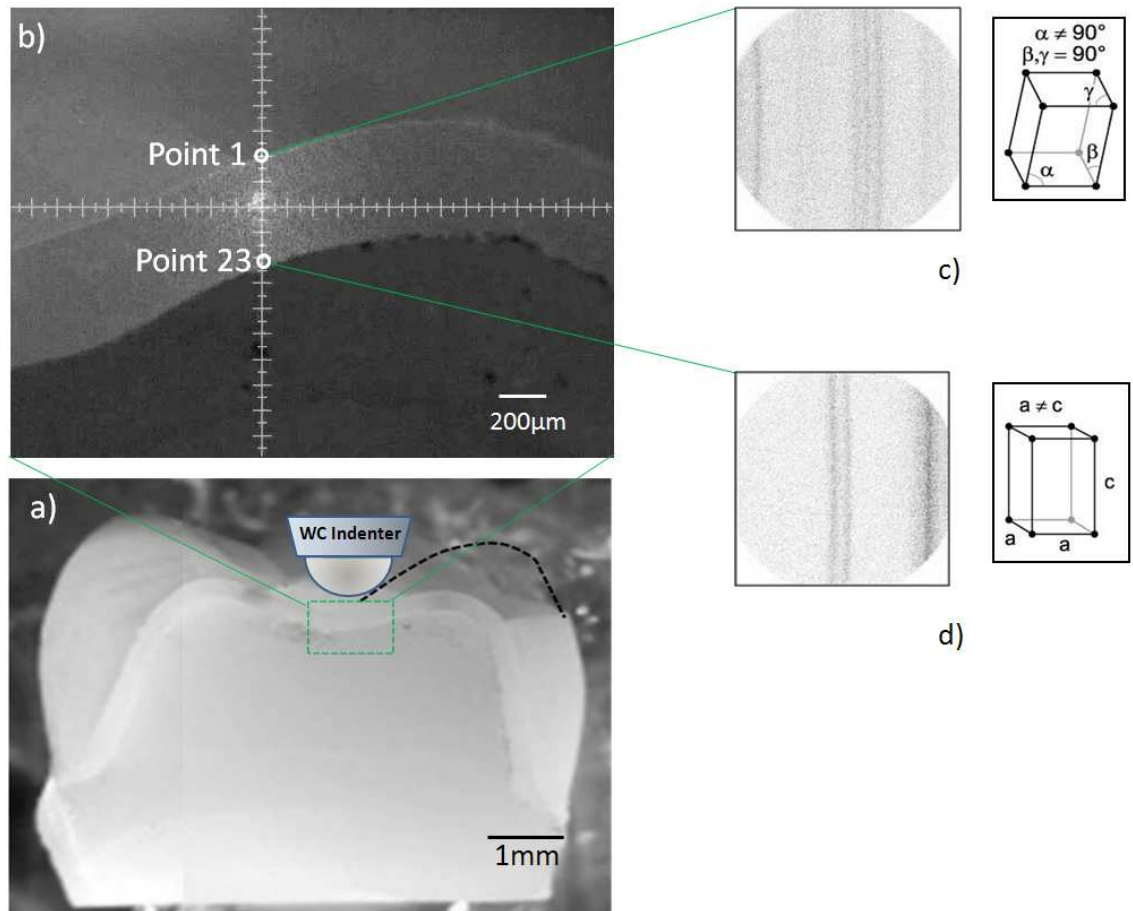 b)
Point 1
Point 23
200µm
a)
WC Indenter
1mm
α ≠ 90°
β,γ = 90°
γ
β
α
c)
a ≠ c
c
a
a
d)